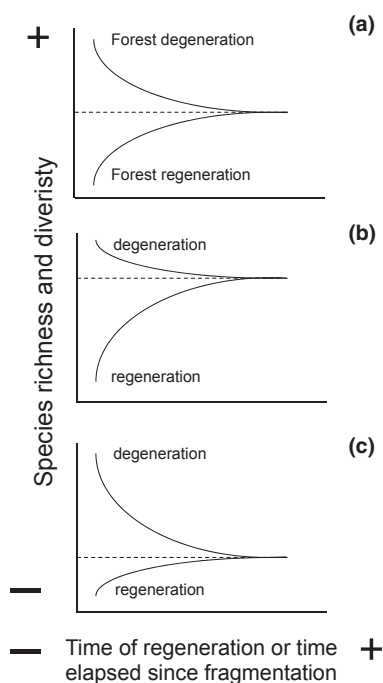 +
(a)
Forest degeneration
Forest regeneration
(b)
degeneration
regeneration
(c)
degeneration
regeneration
Species richness and diveristy
−
− Time of regeneration or time +
elapsed since fragmentation